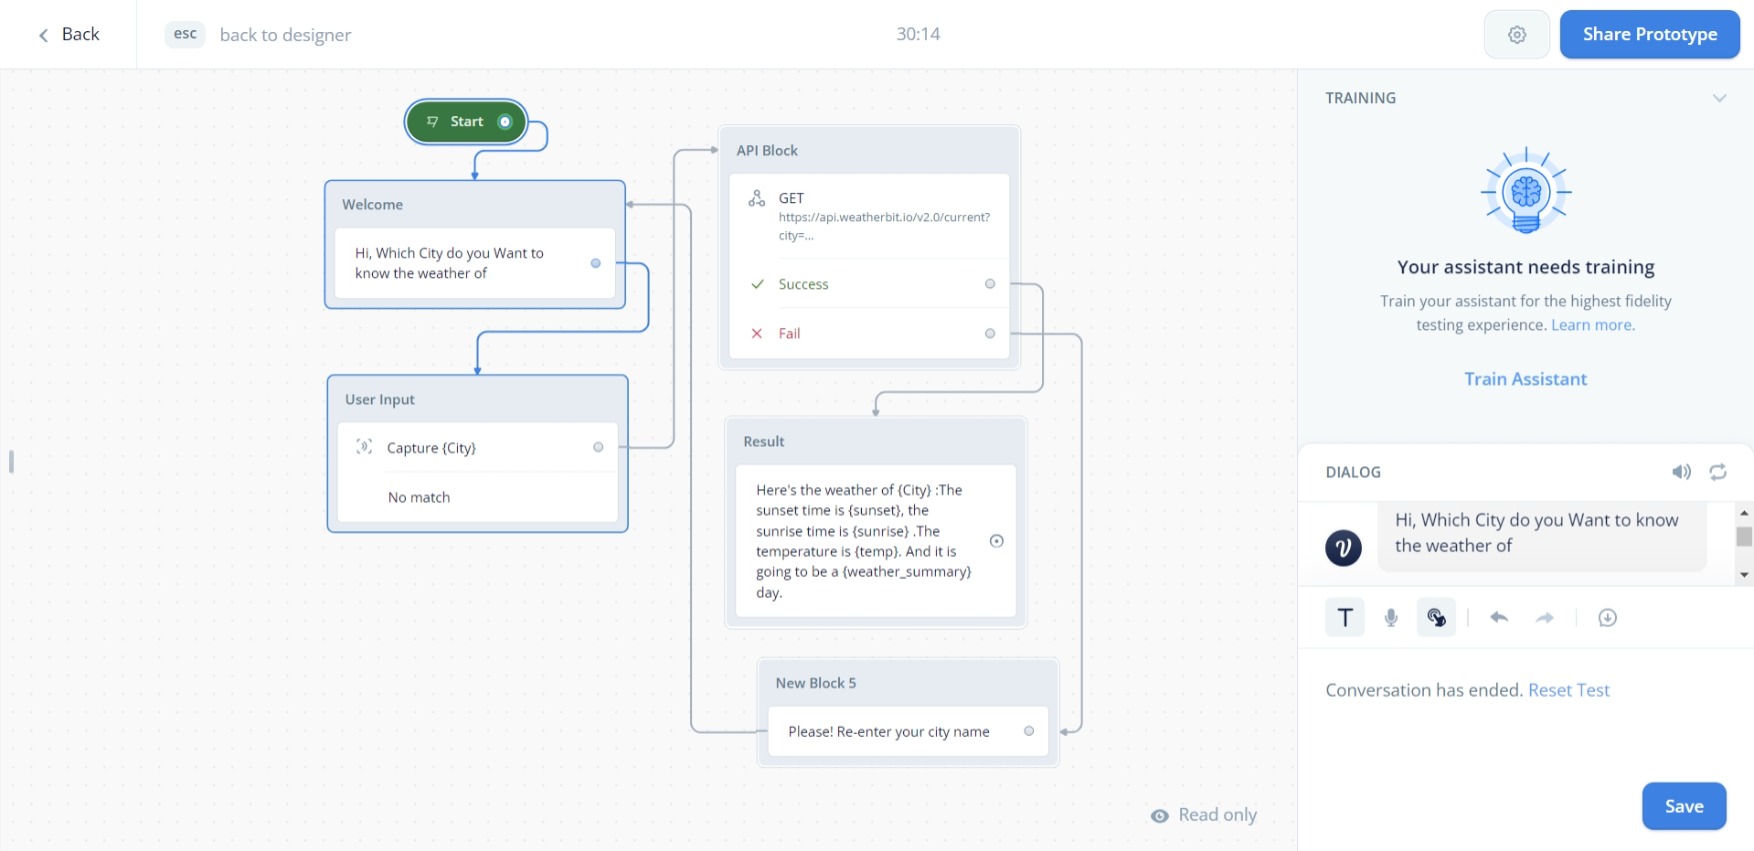 Back
esc back to designer
30:14
Share Prototype
Start
Welcome
Hi, Which City do you Want to
know the weather of
User Input
Capture {City}
No match
API Block
GET
https://api.weatherbit.io/v2.0/current?
city=...
Success
Fail
Result
Here's the weather of {City} :The
sunset time is {sunset}, the
sunrise time is {sunrise} .The
temperature is {temp}. And it is
going to be a {weather_summary}
day.
New Block 5
Please! Re-enter your city name
Read only
TRAINING
Your assistant needs training
Train your assistant for the highest fidelity
testing experience. Learn more.
Train Assistant
DIALOG
Hi, Which City do you Want to know
the weather of
T
Conversation has ended. Reset Test
Save